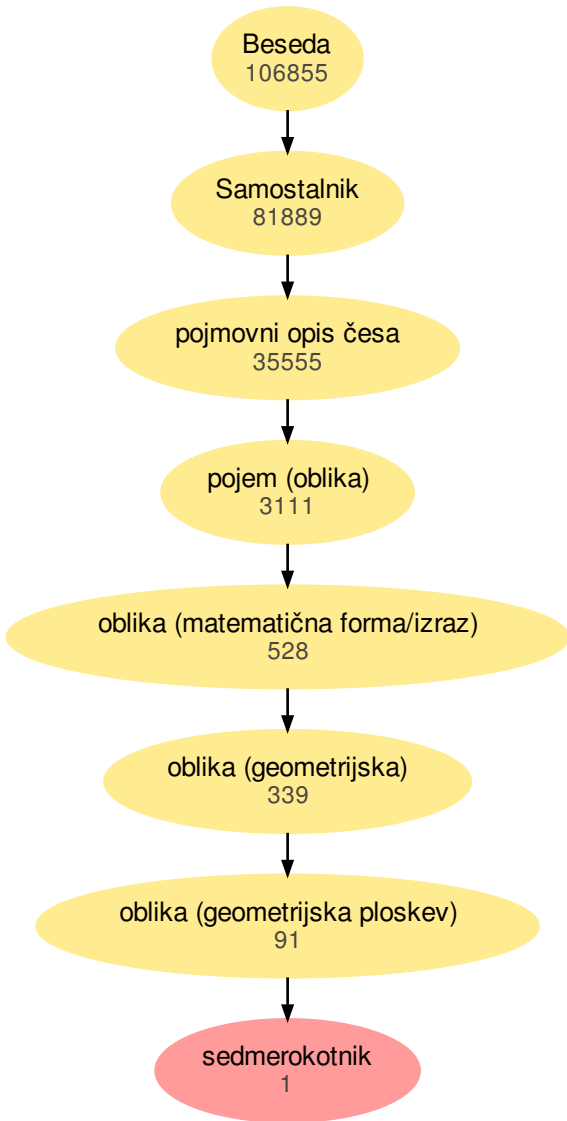 Beseda
106855
Samostalnik
81889
pojmovni opis česa
35555
pojem (oblika)
3111
oblika (matematična forma/izraz)
528
oblika (geometrijska)
339
oblika (geometrijska ploskev)
91
sedmerokotnik
1